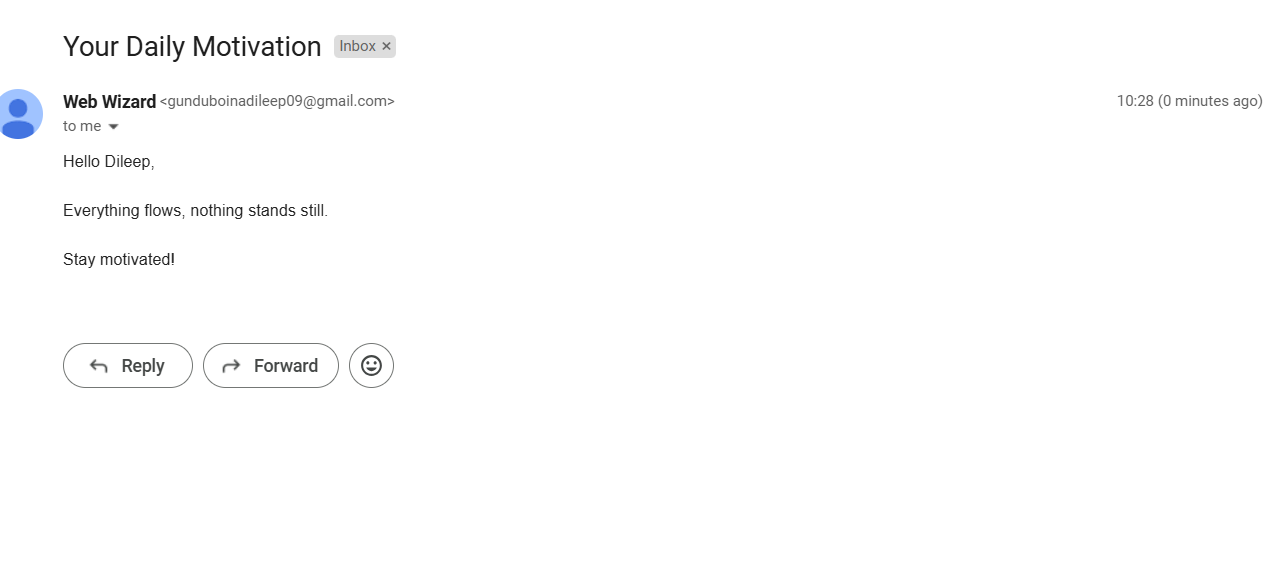 Your Daily Motivation Inbox ×
Web Wizard <gunduboinadileep09@gmail.com> 10:28 (0 minutes ago)
to me
Hello Dileep,
Everything flows, nothing stands still.
Stay motivated!
Reply Forward